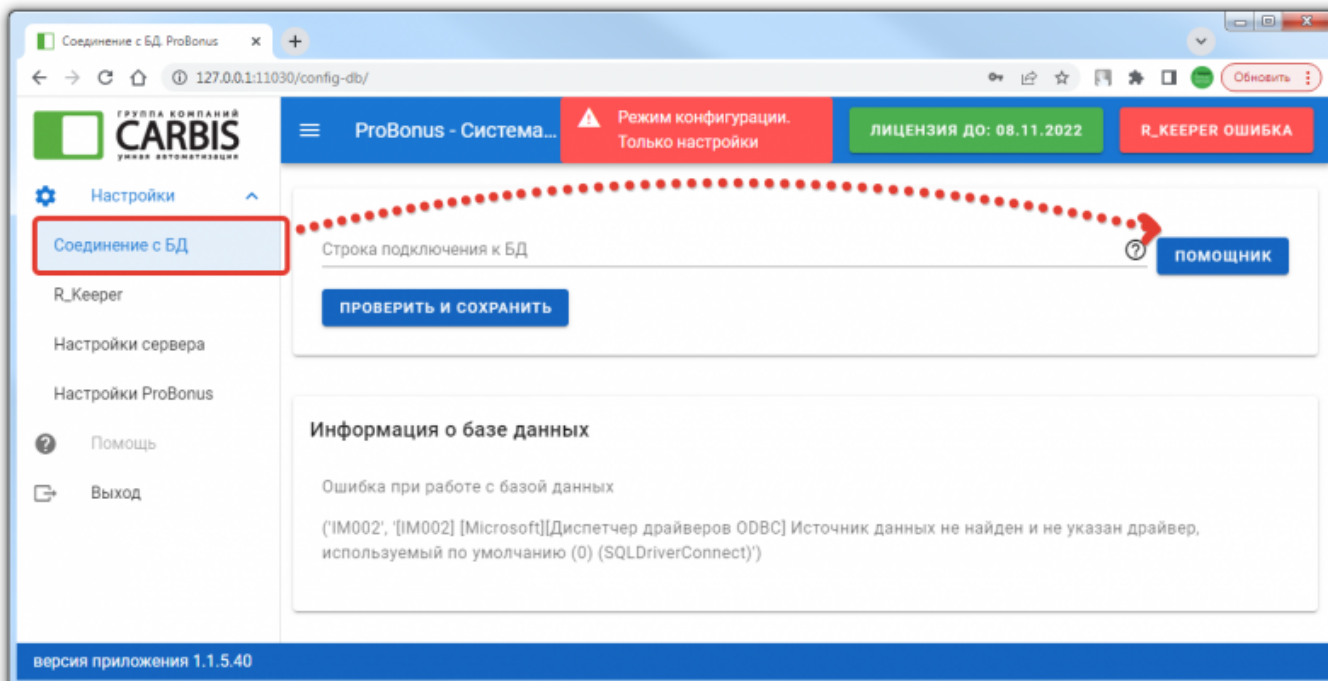 Соединение с БД. ProBonus
127.0.0.1:11030/config-db/
Обновить
ГРУППА КОМПАНИЙ
CARBIS
умная автоматизация
ProBonus - Система...
Режим конфигурации.
Только настройки
ЛИЦЕНЗИЯ ДО: 08.11.2022
R_KEEPER ОШИБКА
Настройки
Соединение с БД
R_Keeper
Настройки сервера
Настройки ProBonus
Помощь
Выход
Строка подключения к БД
ПОМОЩНИК
ПРОВЕРИТЬ И СОХРАНИТЬ
Информация о базе данных
Ошибка при работе с базой данных
('IM002', '[IM002] [Microsoft][Диспетчер драйверов ODBC] Источник данных не найден и не указан драйвер,
используемый по умолчанию (0) (SQLDriverConnect)')
версия приложения 1.1.5.40